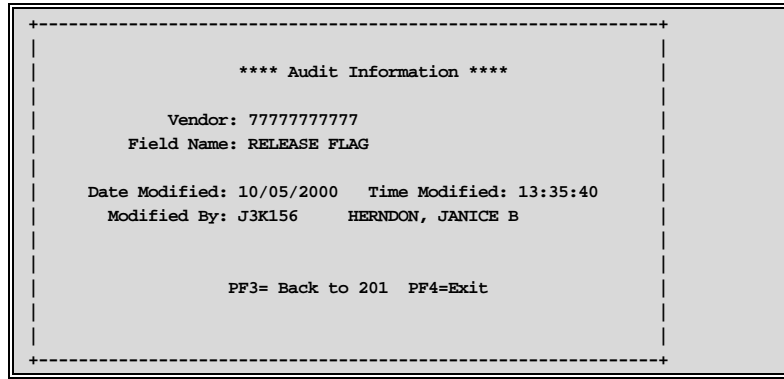 **** Audit Information ****
Vendor: 77777777777
Field Name: RELEASE FLAG
Date Modified: 10/05/2000 Time Modified: 13:35:40
Modified By: J3K156 HERNDON, JANICE B
PF3= Back to 201 PF4=Exit